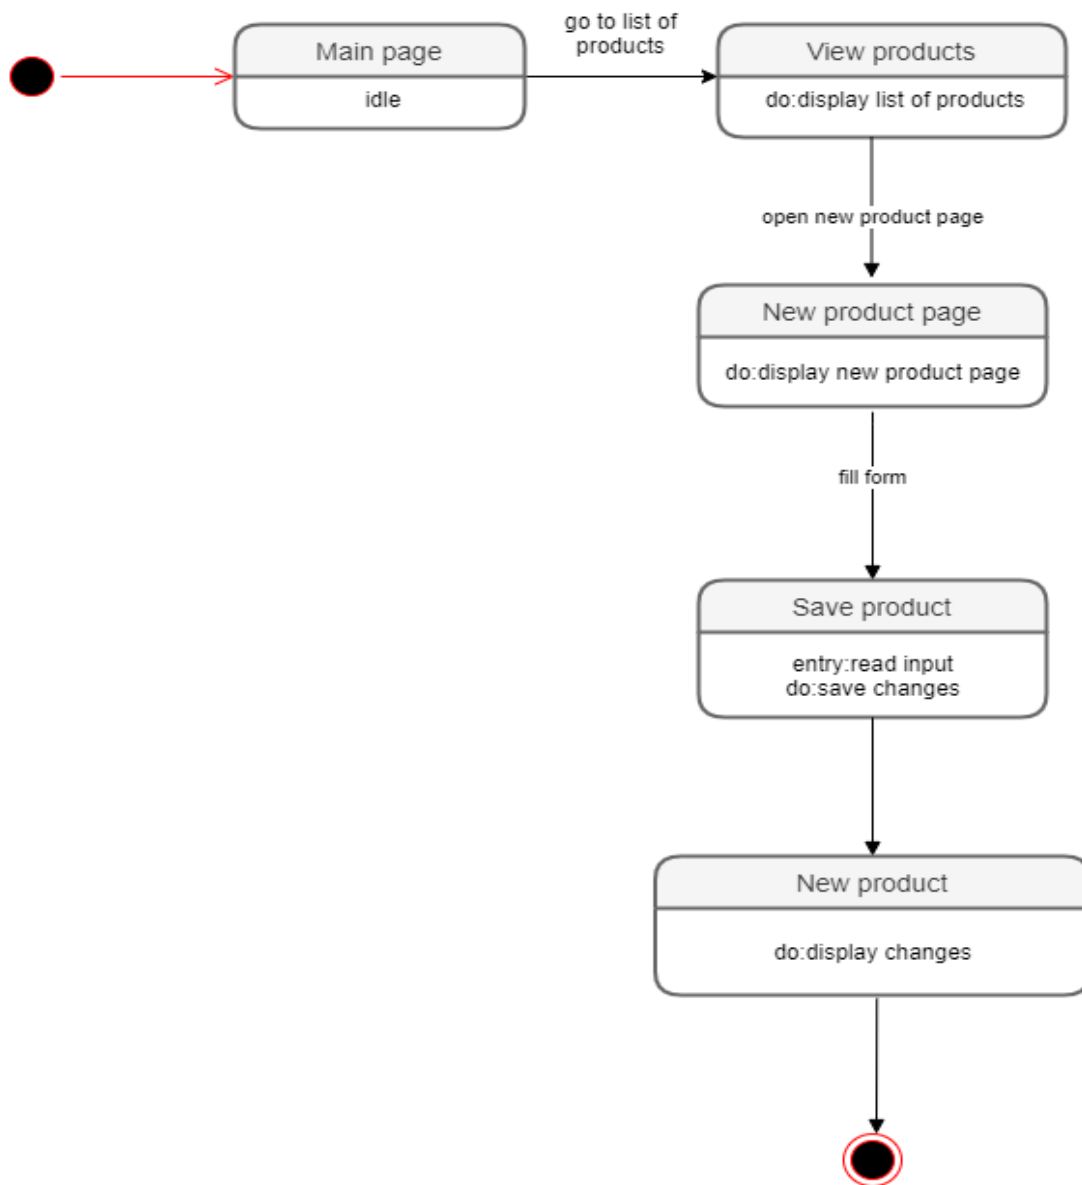 go to list of
products
Main page
View products
idle
do:display list of products
open new product page
New product page
do:display new product page
fill form
Save product
entry:read input
do:save changes
New product
do:display changes